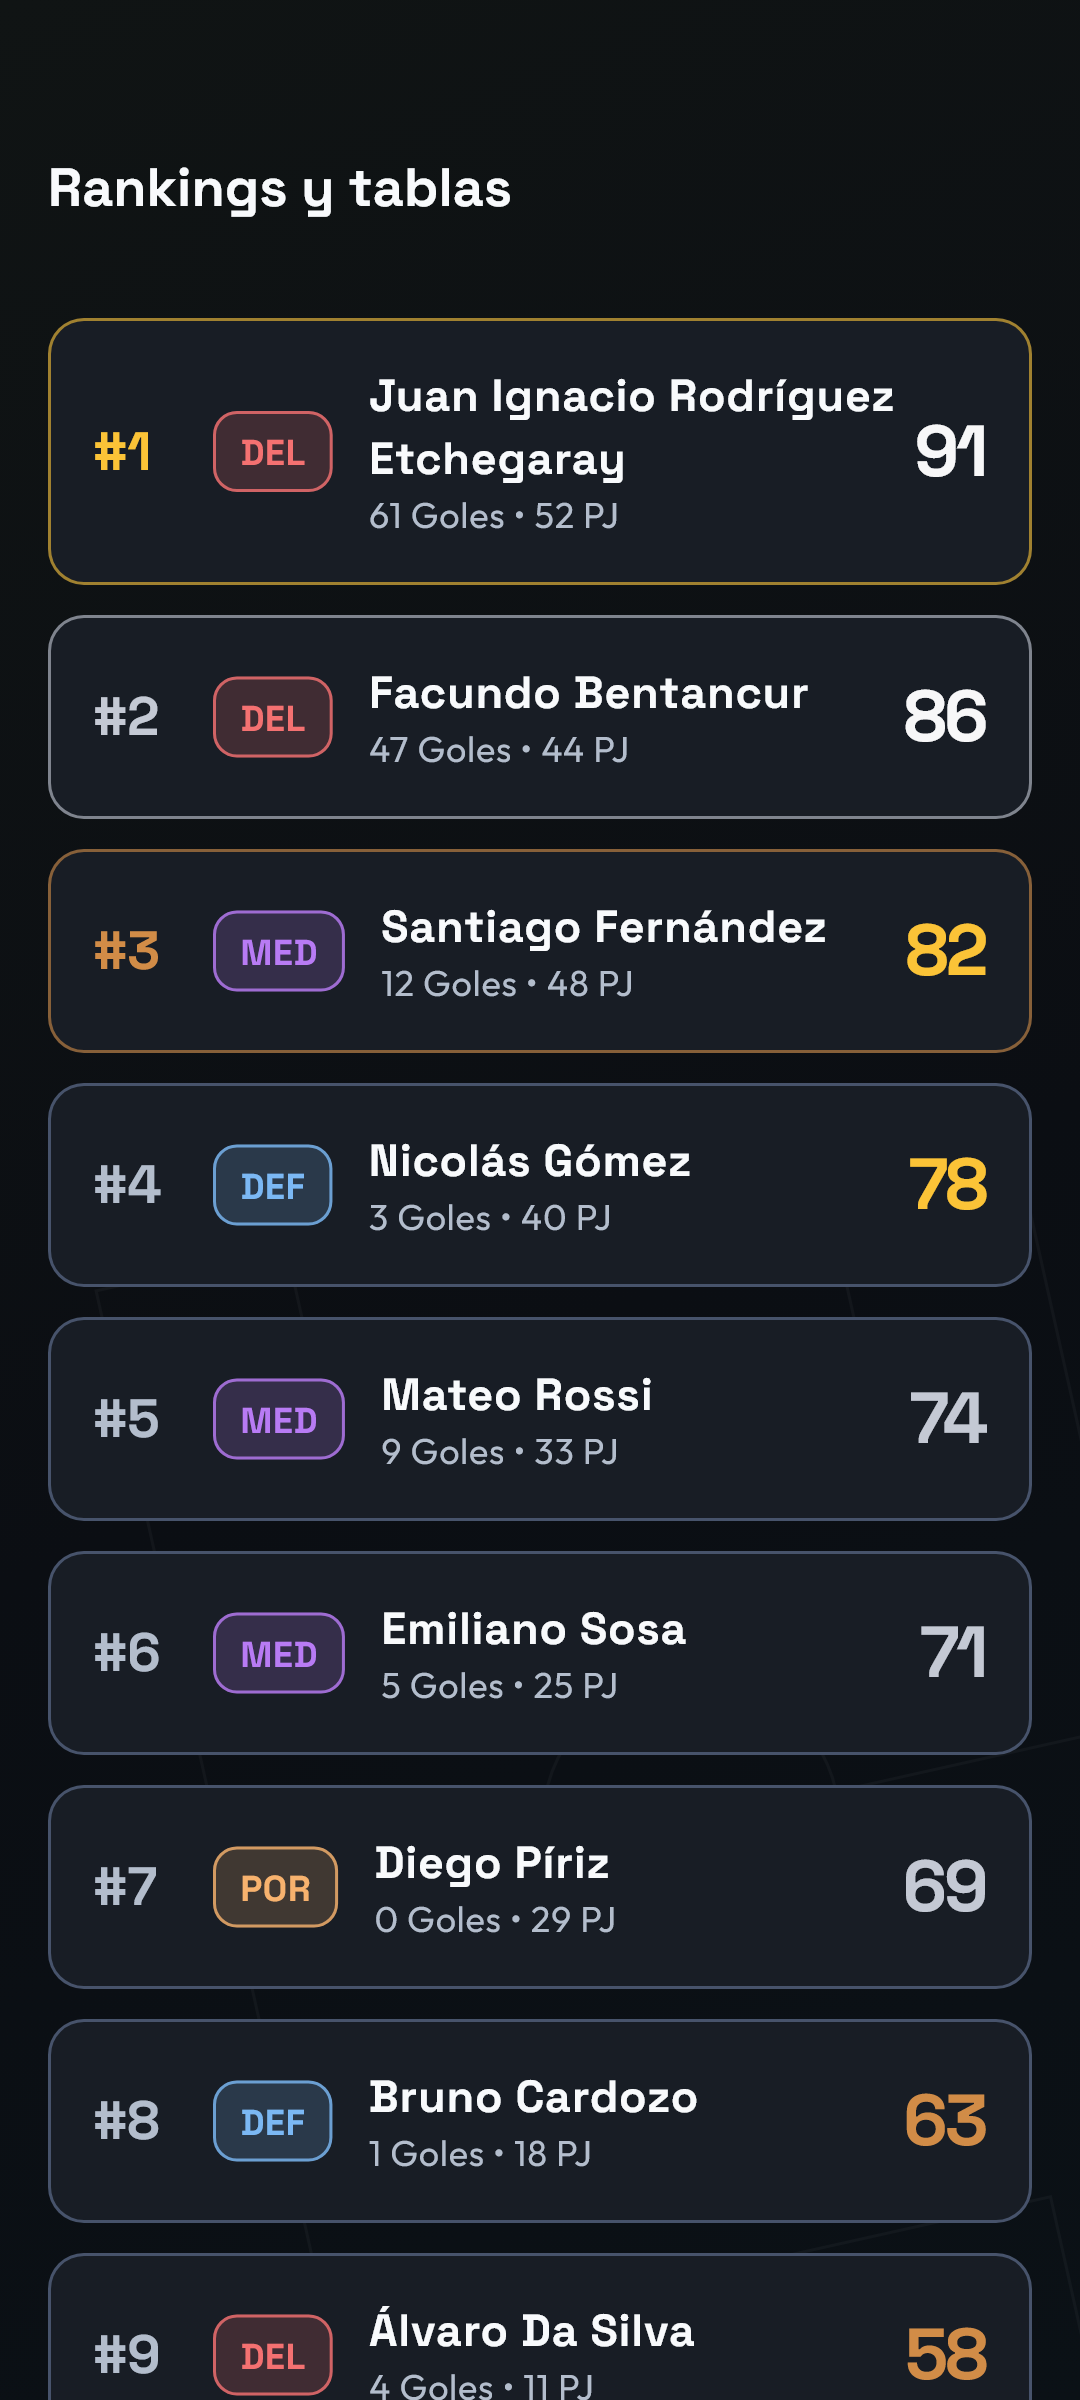 Rankings y tablas
#1
DEL
Juan Ignacio Rodríguez
Etchegaray
61 Goles • 52 PJ
91
#2
DEL
Facundo Bentancur
47 Goles • 44 PJ
86
#3
MED
Santiago Fernández
12 Goles • 48 PJ
82
#4
DEF
Nicolás Gómez
3 Goles • 40 PJ
78
#5
MED
Mateo Rossi
9 Goles • 33 PJ
74
#6
MED
Emiliano Sosa
5 Goles • 25 PJ
71
#7
POR
Diego Píriz
0 Goles • 29 PJ
69
#8
DEF
Bruno Cardozo
1 Goles • 18 PJ
63
#9
DEL
Álvaro Da Silva
4 Goles • 11 PJ
58